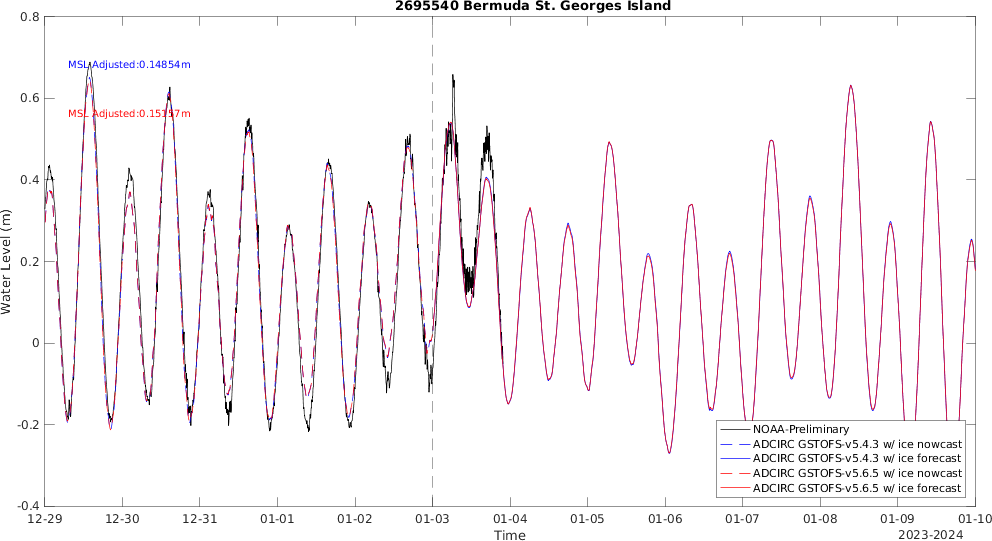 2695540 Bermuda St. Georges Island
0.8
0.6
0.4
0.2
0
-0.2
-0.4
Water Level (m)
MSL Adjusted:0.14854m
MSL Adjusted:0.15157m
NOAA-Preliminary
ADCIRC GSTOFS-v5.4.3 w/ ice nowcast
ADCIRC GSTOFS-v5.4.3 w/ ice forecast
ADCIRC GSTOFS-v5.6.5 w/ ice nowcast
ADCIRC GSTOFS-v5.6.5 w/ ice forecast
12-29 12-30 12-31 01-01 01-02 01-03 01-04 01-05 01-06 01-07 01-08 01-09 01-10
Time
2023-2024